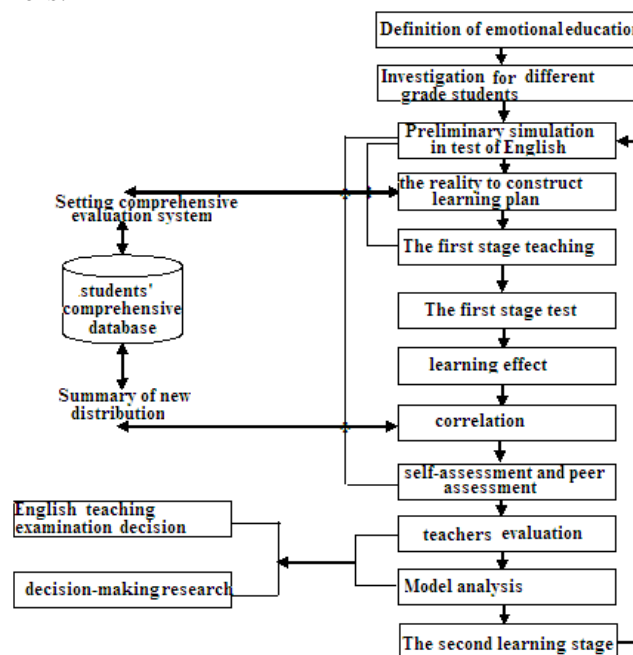 Definition of emotional education
Investigation for different
grade students
Preliminary simulation
in test of English
the reality to construct
learning plan
Setting comprehensive
evaluation system
The first stage teaching
students'
comprehensive
database
The first stage test
learning effect
Summary of new
distribution
correlation
self-assessment and peer
assessment
English teaching
examination decision
teachers evaluation
decision-making research
Model analysis
The second learning stage